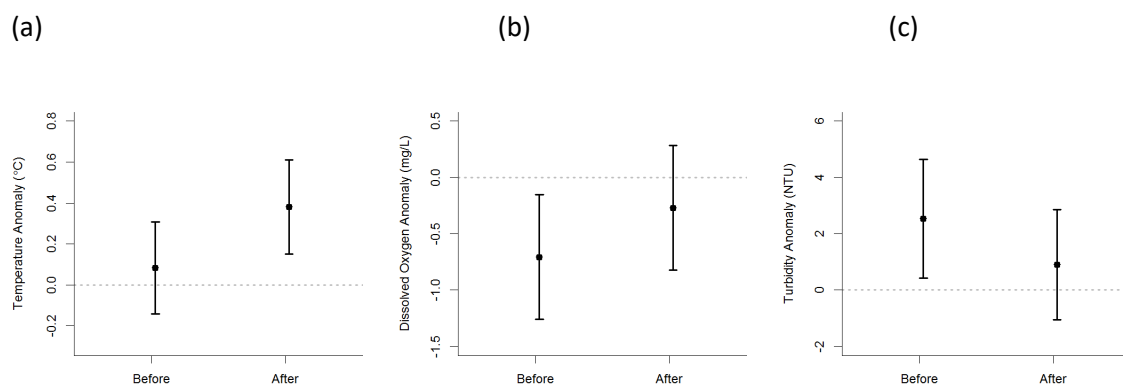 (a)
(b)
(c)
Temperature Anomaly (°C)
0.8
0.6
0.4
0.2
0.0
-0.2
Before
After
Dissolved Oxygen Anomaly (mg/L)
0.5
0.0
-0.5
-1.0
-1.5
Before
After
Turbidity Anomaly (NTU)
6
4
2
0
-2
Before
After